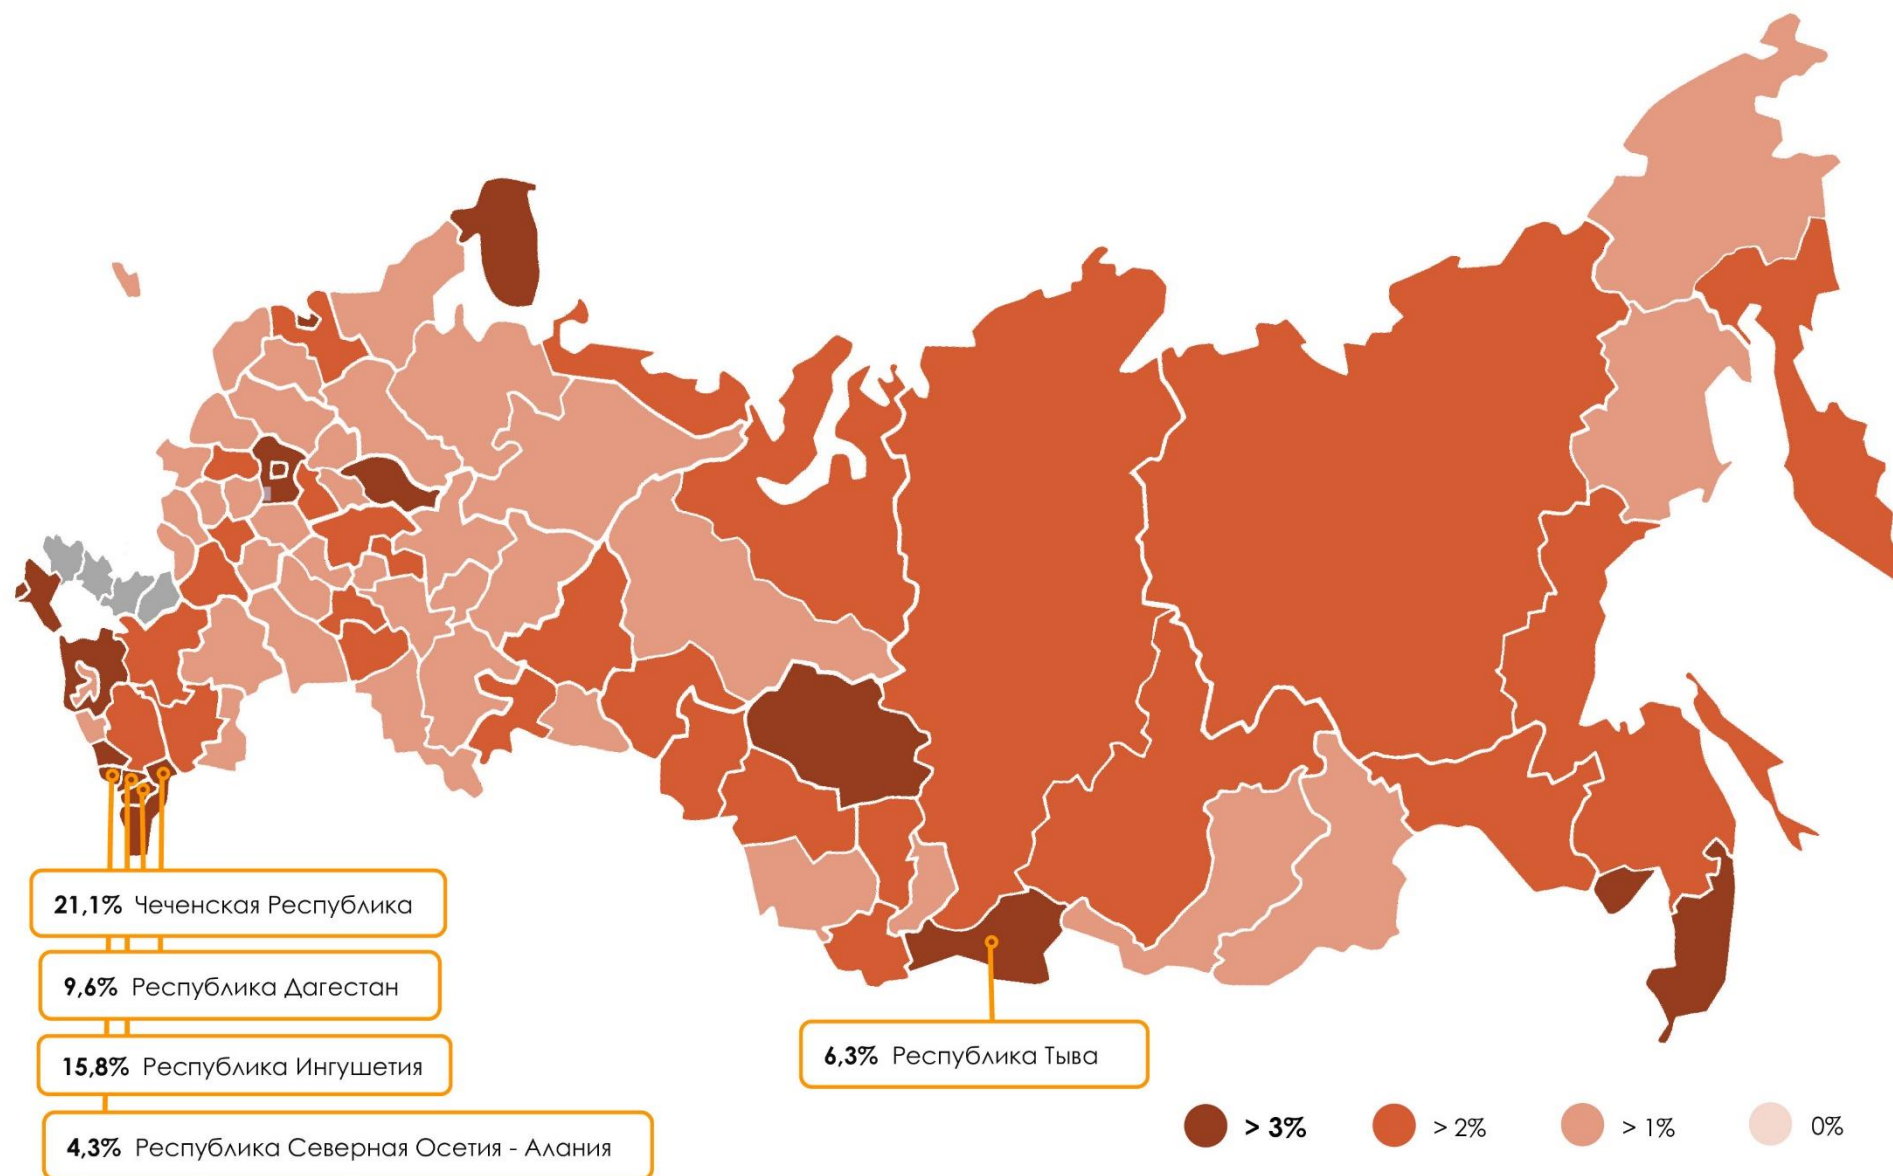 21,1% Чеченская Республика
9,6% Республика Дагестан
15,8% Республика Ингушетия
4,3% Республика Северная Осетия - Алания
6,3% Республика Тыва
> 3%
> 2%
> 1%
0%